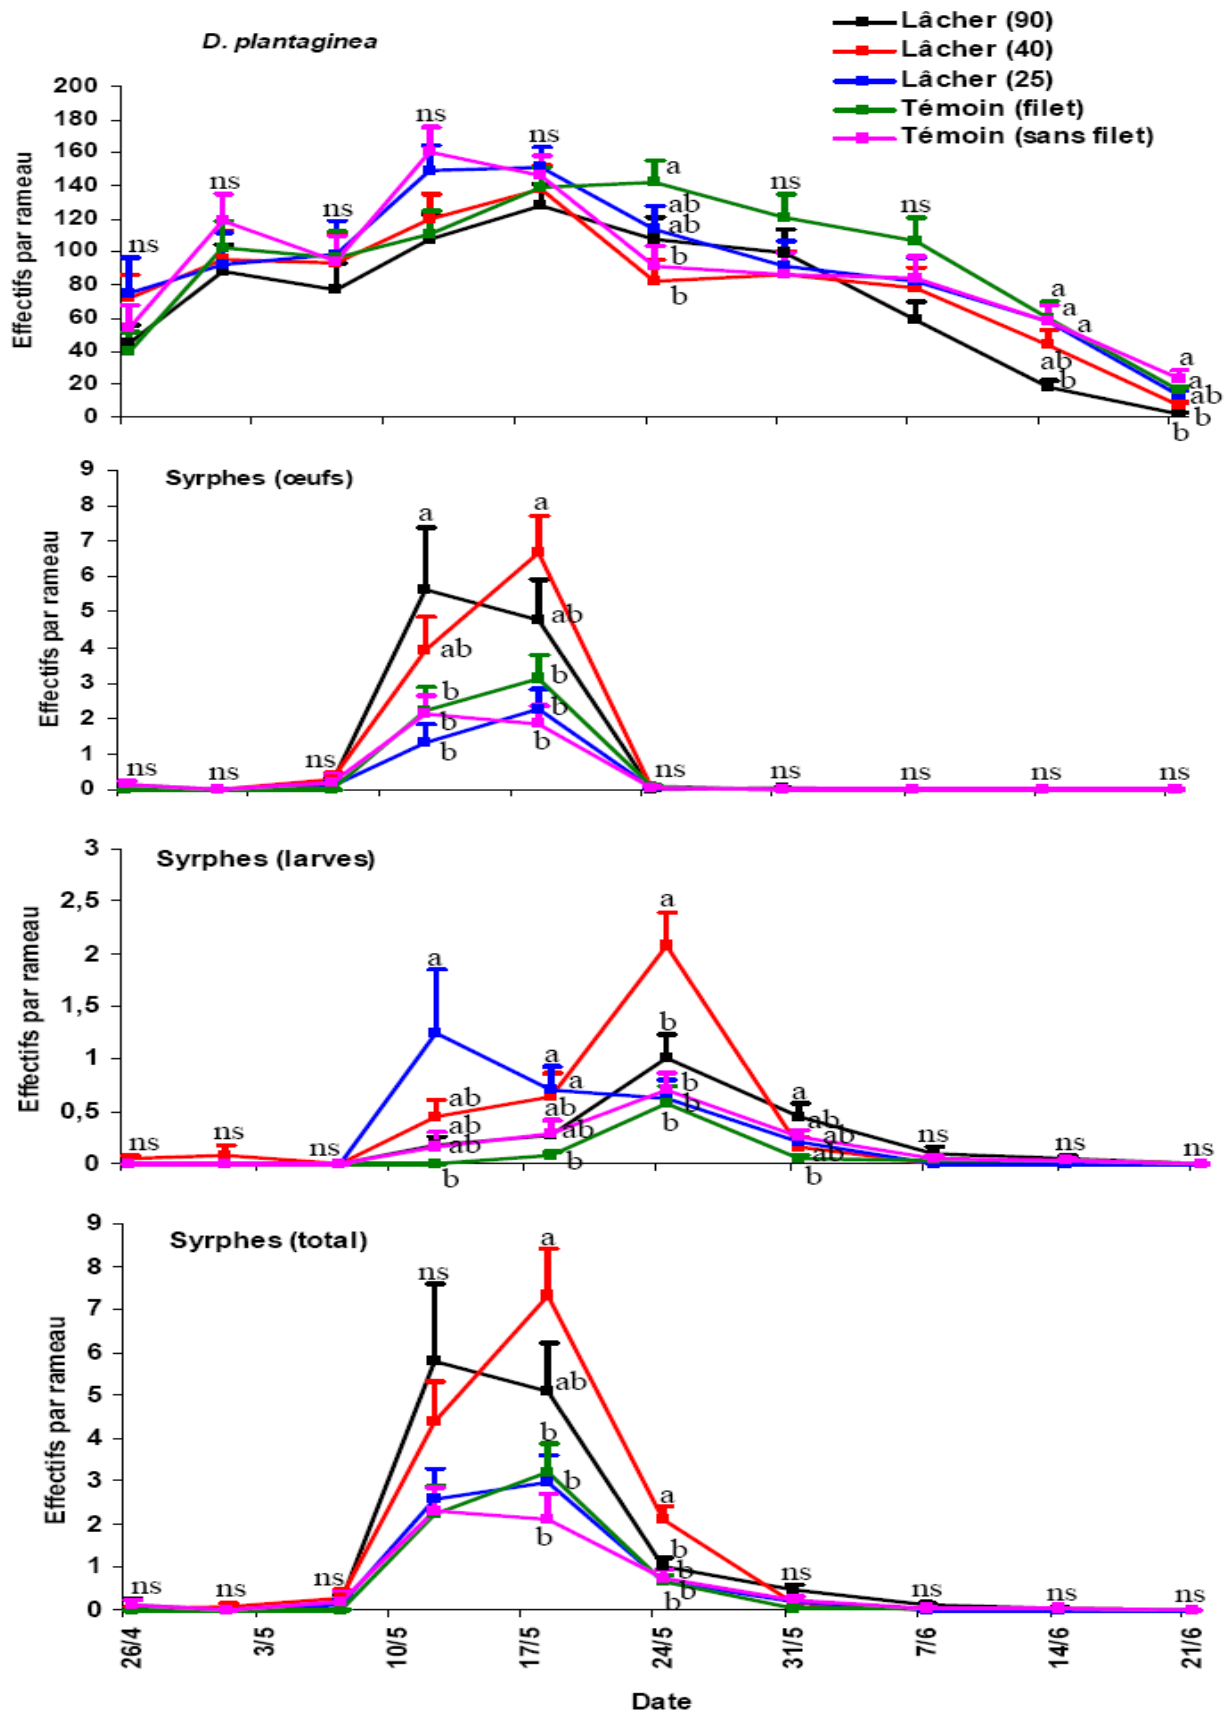 D. plantaginea
Lâcher (90)
Lâcher (40)
Lâcher (25)
Témoin (filet)
Témoin (sans filet)
Effectifs par rameau
200
180
160
140
120
100
80
60
40
20
0
ns
ns
ns
ns
ns
a
ab
ab
b
b
ns
ns
a
a
a
ab
b
a
a
ab
b
b
Syrphes (œufs)
Effectifs par rameau
9
8
7
6
5
4
3
2
1
0
ns
ns
ns
a
ab
b
b
b
a
ab
b
b
b
ns
ns
ns
ns
ns
Syrphes (larves)
Effectifs par rameau
3
2,5
2
1,5
1
0,5
0
ns
ns
ns
a
ab
ab
ab
b
a
a
ab
ab
b
a
b
b
b
b
a
ab
ab
ab
b
ns
ns
ns
Syrphes (total)
Effectifs par rameau
9
8
7
6
5
4
3
2
1
0
ns
ns
ns
ns
a
ab
b
b
b
a
b
b
b
b
ns
ns
ns
ns
26/4
3/5
10/5
17/5
24/5
31/5
7/6
14/6
21/6
Date